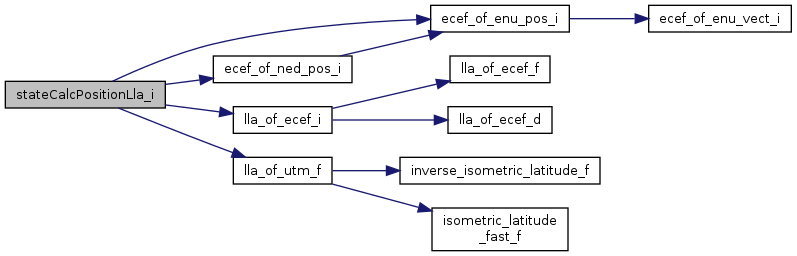 stateCalcPositionLla_i
ecef_of_enu_pos_i
ecef_of_enu_vect_i
ecef_of_ned_pos_i
lla_of_ecef_i
lla_of_ecef_f
lla_of_ecef_d
lla_of_utm_f
inverse_isometric_latitude_f
isometric_latitude
_fast_f